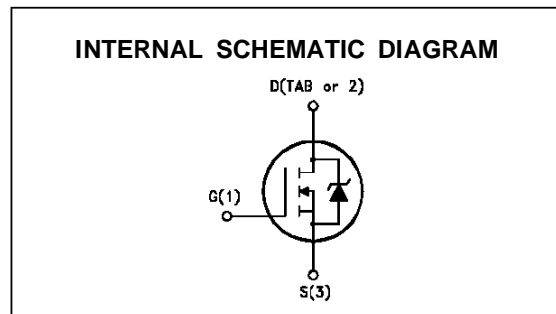 INTERNAL SCHEMATIC DIAGRAM
D(TAB or 2)
G(1)
S(3)